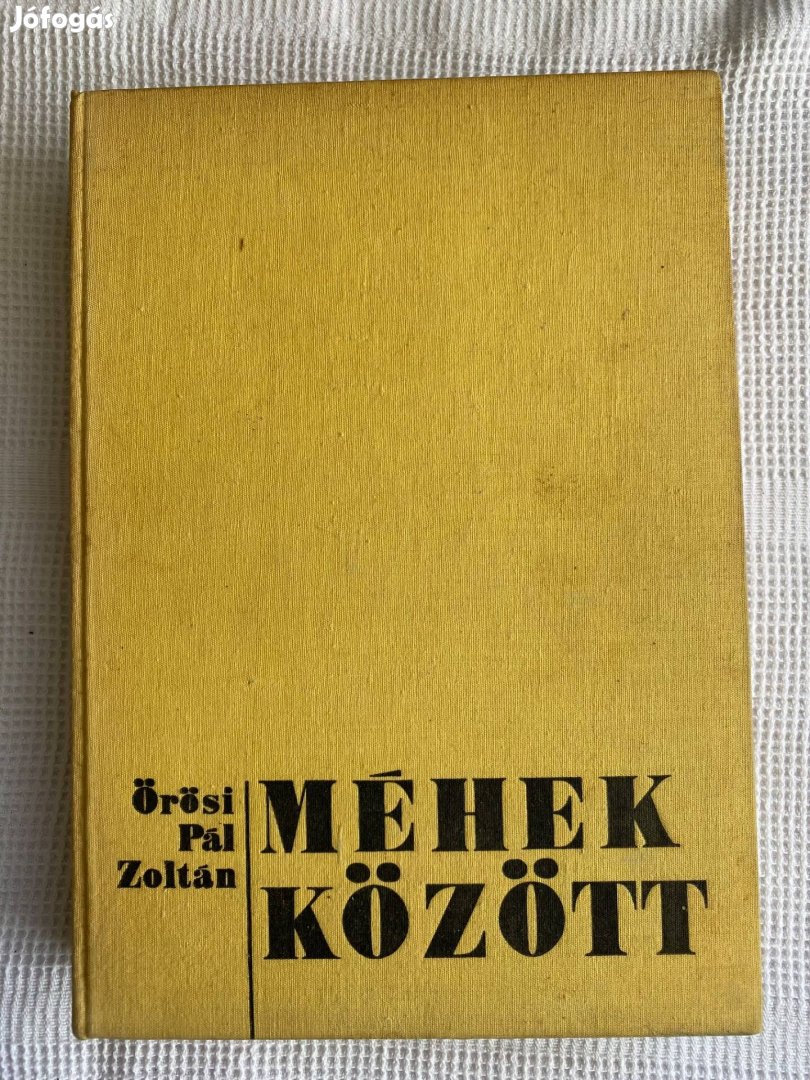 Jófogás
Örösi
Pál
Zoltán
MÉHEK
KÖZÖTT